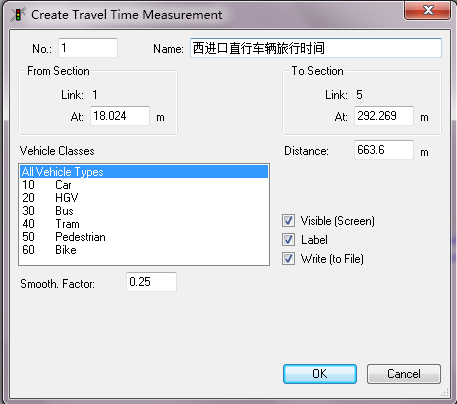 Create Travel Time Measurement
No.: 1 Name: 西进口直行车辆旅行时间
From Section To Section
Link: 1 Link: 5
At: 18.024 m At: 292.269 m
Vehicle Classes Distance: 663.6 m
All Vehicle Types
10 Car
20 HGV
30 Bus
40 Tram
50 Pedestrian
60 Bike
Visible (Screen)
Label
Write (to File)
Smooth. Factor: 0.25
OK Cancel